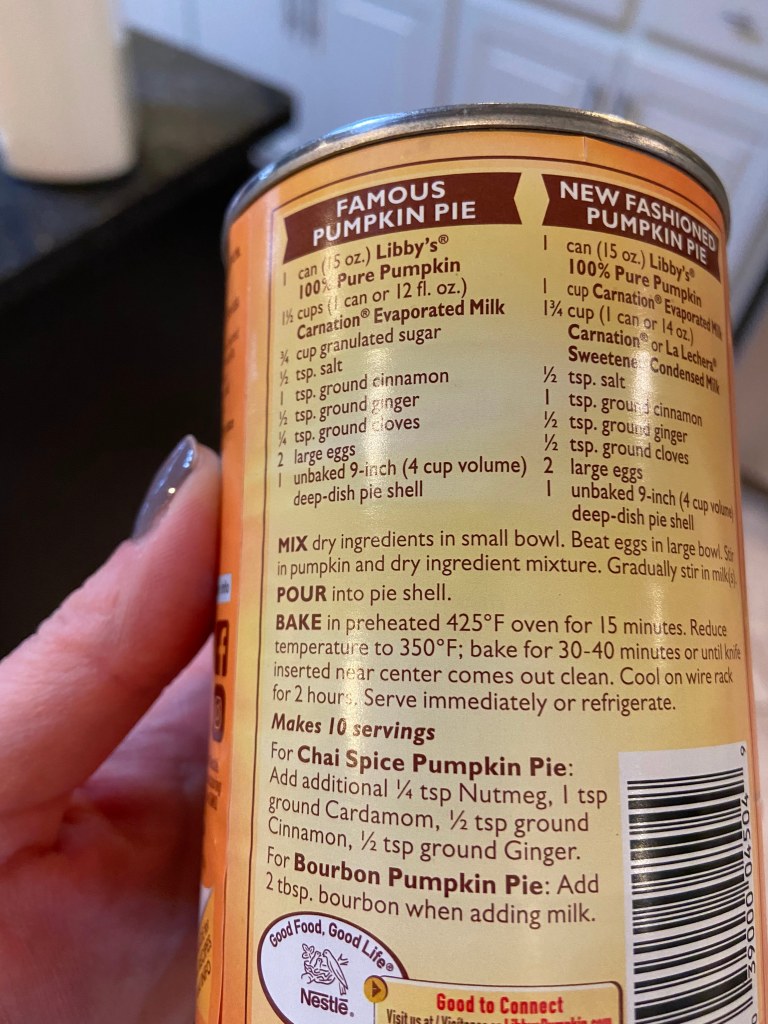 FAMOUS
PUMPKIN PIE
1 can (15 oz.) Libby's®
100% Pure Pumpkin
1½ cups (1 can or 12 fl. oz.)
Carnation® Evaporated Milk
¾ cup granulated sugar
½ tsp. salt
1 tsp. ground cinnamon
½ tsp. ground ginger
¼ tsp. ground cloves
2 large eggs
1 unbaked 9-inch (4 cup volume)
deep-dish pie shell
NEW FASHIONED
PUMPKIN PIE
1 can (15 oz.) Libby's®
100% Pure Pumpkin
1 cup Carnation® Evaporated Milk
1¾ cup (1 can or 14 oz.)
Carnation® or La Lechera®
Sweetened Condensed Milk
½ tsp. salt
1 tsp. ground cinnamon
½ tsp. ground ginger
½ tsp. ground cloves
2 large eggs
1 unbaked 9-inch (4 cup volume)
deep-dish pie shell
MIX dry ingredients in small bowl. Beat eggs in large bowl. Stir
in pumpkin and dry ingredient mixture. Gradually stir in milk(s).
POUR into pie shell.
BAKE in preheated 425°F oven for 15 minutes. Reduce
temperature to 350°F; bake for 30-40 minutes or until knife
inserted near center comes out clean. Cool on wire rack
for 2 hours. Serve immediately or refrigerate.
Makes 10 servings
For Chai Spice Pumpkin Pie:
Add additional ¼ tsp Nutmeg, 1 tsp
ground Cardamom, ½ tsp ground
Cinnamon, ½ tsp ground Ginger.
For Bourbon Pumpkin Pie: Add
2 tbsp. bourbon when adding milk.
Good Food, Good Life®
Nestlé®
Good to Connect
Visit us at
39000 04504 9